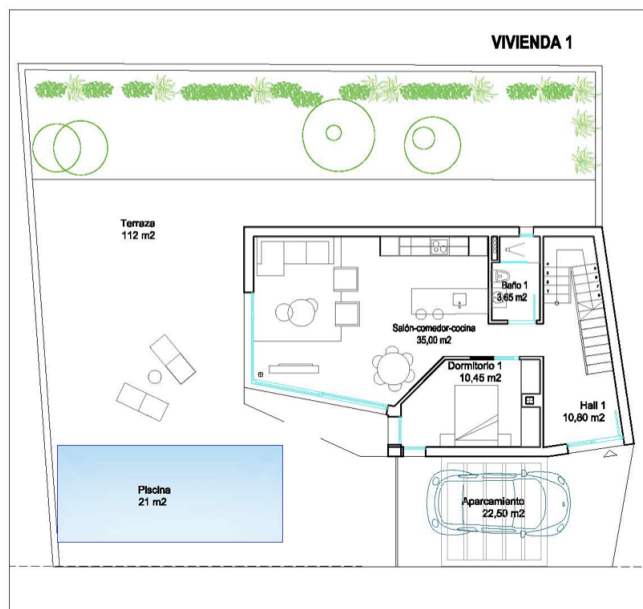 VIVIENDA 1
Terraza
112 m2
Baño 1
3,65 m2
Salón-comedor-cocina
35,00 m2
Dormitorio 1
10,45 m2
Hall 1
10,80 m2
Piscina
21 m2
Aparcamiento
22,50 m2